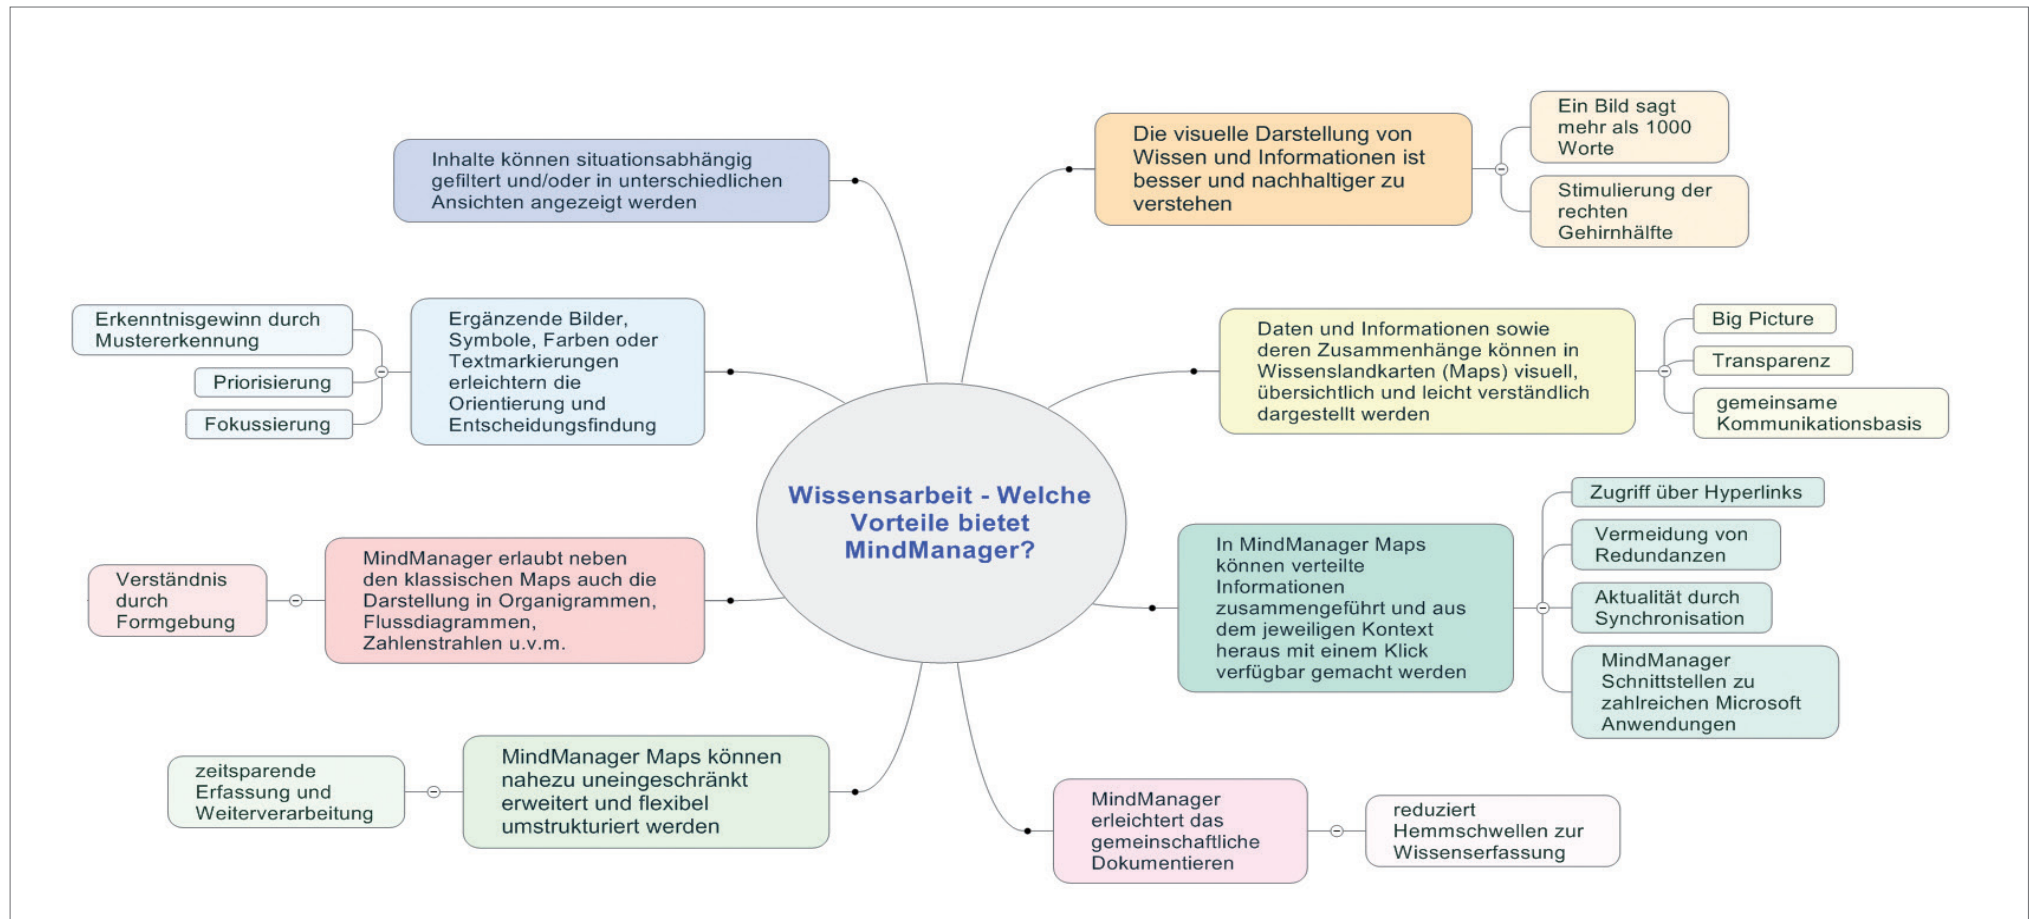 Wissensarbeit - Welche
Vorteile bietet
MindManager?
Die visuelle Darstellung von
Wissen und Informationen ist
besser und nachhaltiger zu
verstehen
Ein Bild sagt
mehr als 1000
Worte
Stimulierung der
rechten
Gehirnhälfte
Daten und Informationen sowie
deren Zusammenhänge können in
Wissenslandkarten (Maps) visuell,
übersichtlich und leicht verständlich
dargestellt werden
Big Picture
Transparenz
gemeinsame
Kommunikationsbasis
In MindManager Maps
können verteilte
Informationen
zusammengeführt und aus
dem jeweiligen Kontext
heraus mit einem Klick
verfügbar gemacht werden
Zugriff über Hyperlinks
Vermeidung von
Redundanzen
Aktualität durch
Synchronisation
MindManager
Schnittstellen zu
zahlreichen Microsoft
Anwendungen
MindManager
erleichtert das
gemeinschaftliche
Dokumentieren
reduziert
Hemmschwellen zur
Wissenserfassung
MindManager Maps können
nahezu uneingeschränkt
erweitert und flexibel
umstrukturiert werden
zeitsparende
Erfassung und
Weiterverarbeitung
MindManager erlaubt neben
den klassischen Maps auch die
Darstellung in Organigrammen,
Flussdiagrammen,
Zahlenstrahlen u.v.m.
Verständnis
durch
Formgebung
Ergänzende Bilder,
Symbole, Farben oder
Textmarkierungen
erleichtern die
Orientierung und
Entscheidungsfindung
Erkenntnisgewinn durch
Mustererkennung
Priorisierung
Fokussierung
Inhalte können situationsabhängig
gefiltert und/oder in unterschiedlichen
Ansichten angezeigt werden